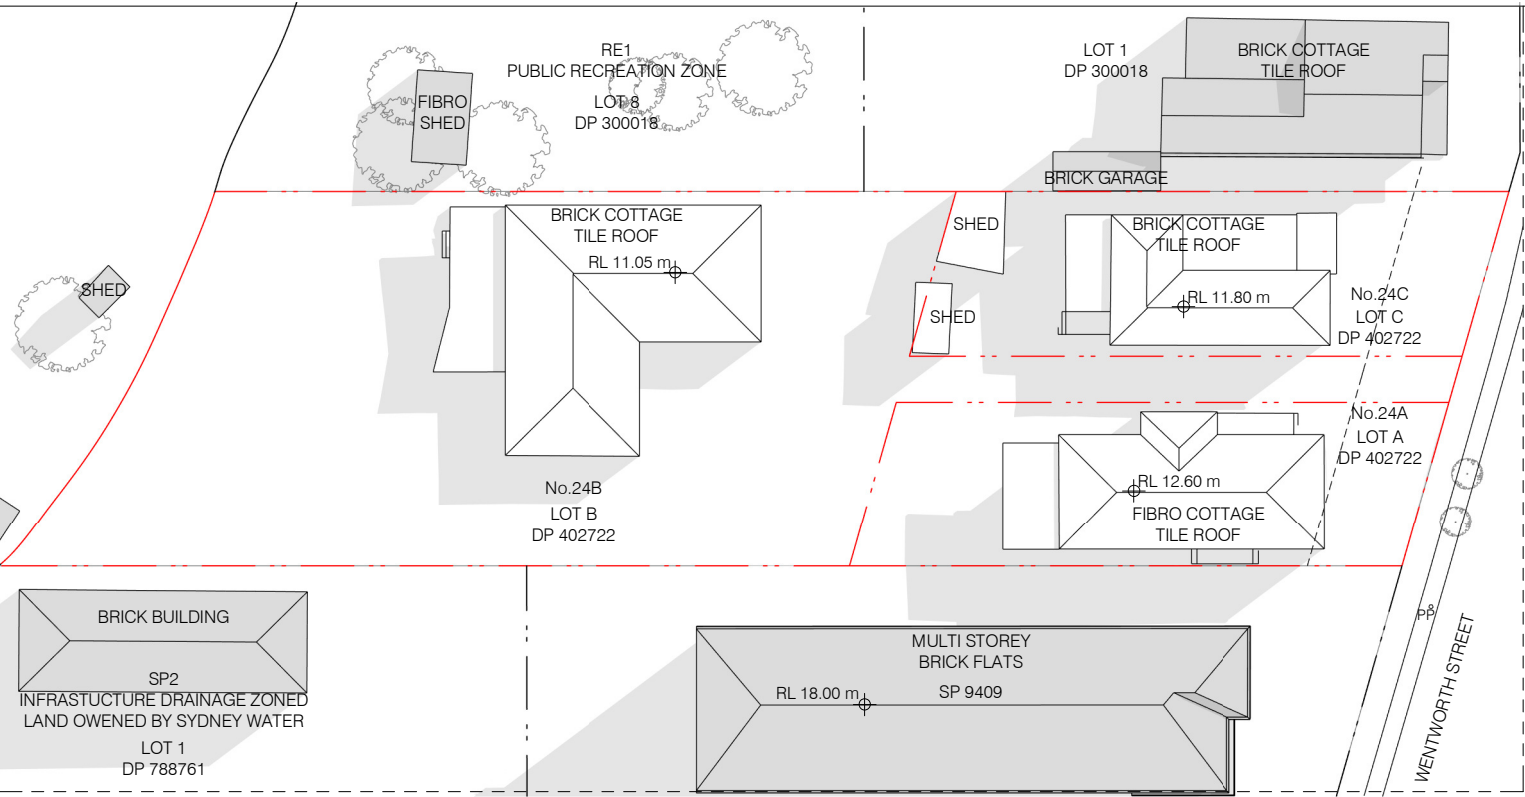 RE1
PUBLIC RECREATION ZONE
LOT 8
DP 300018
FIBRO
SHED
LOT 1
DP 300018
BRICK COTTAGE
TILE ROOF
BRICK GARAGE
BRICK COTTAGE
TILE ROOF
RL 11.05 m
SHED
BRICK COTTAGE
TILE ROOF
RL 11.80 m
SHED
SHED
No.24C
LOT C
DP 402722
No.24A
LOT A
DP 402722
RL 12.60 m
FIBRO COTTAGE
TILE ROOF
No.24B
LOT B
DP 402722
BRICK BUILDING
SP2
INFRASTUCTURE DRAINAGE ZONED
LAND OWENED BY SYDNEY WATER
LOT 1
DP 788761
MULTI STOREY
BRICK FLATS
RL 18.00 m
SP 9409
PP
WENTWORTH STREET